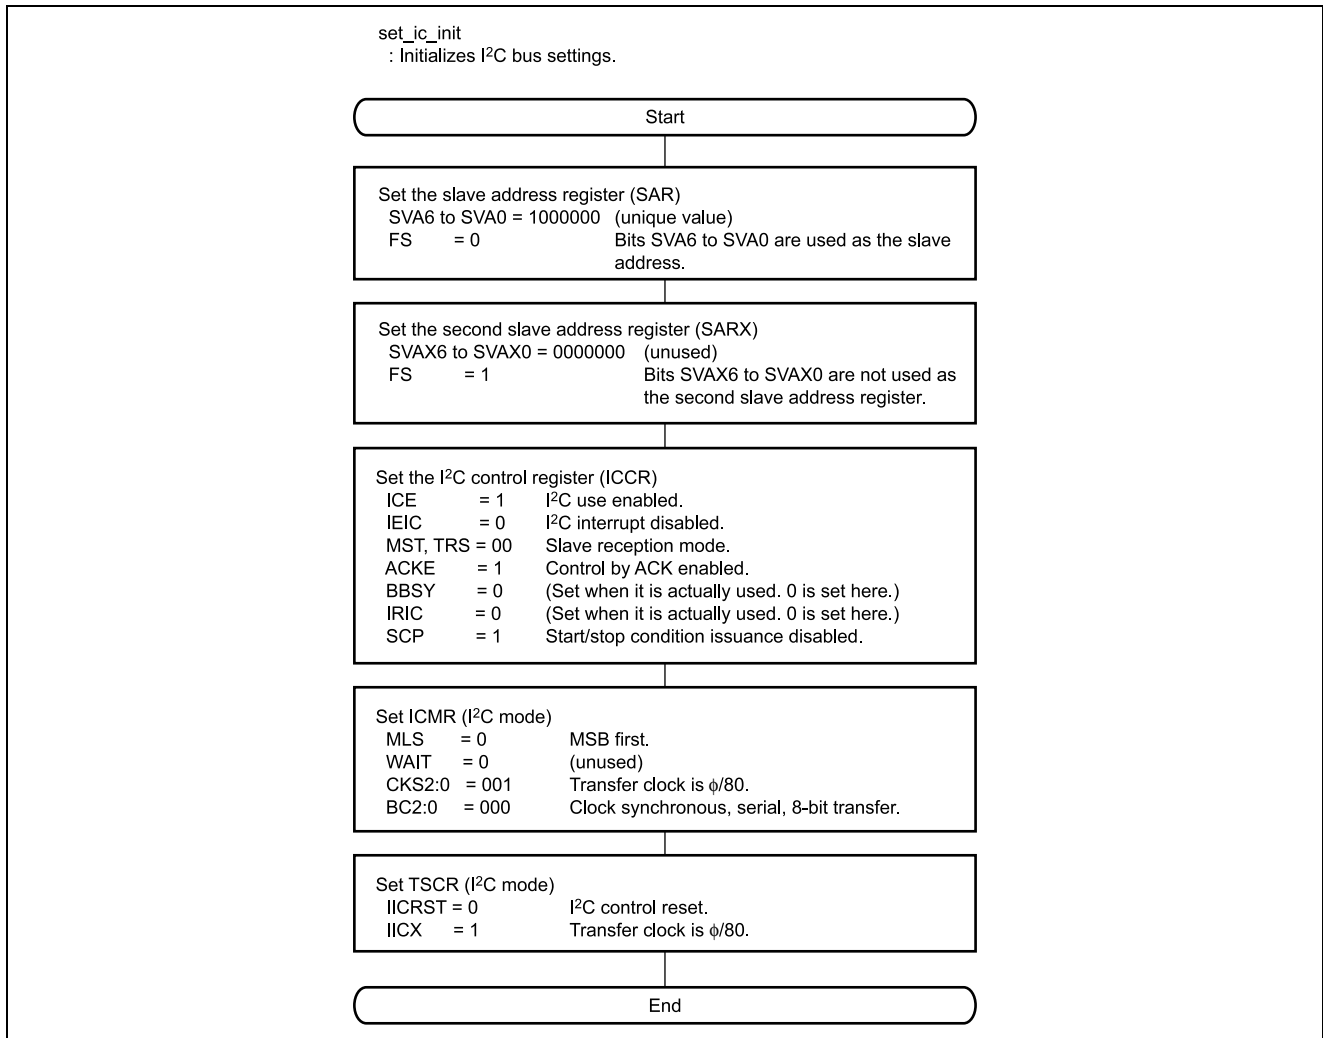 set_ic_init
: Initializes I²C bus settings.
Start
Set the slave address register (SAR)
SVA6 to SVA0 = 1000000 (unique value)
FS = 0 Bits SVA6 to SVA0 are used as the slave
address.
Set the second slave address register (SARX)
SVAX6 to SVAX0 = 0000000 (unused)
FS = 1 Bits SVAX6 to SVAX0 are not used as
the second slave address register.
Set the I²C control register (ICCR)
ICE = 1 I²C use enabled.
IEIC = 0 I²C interrupt disabled.
MST, TRS = 00 Slave reception mode.
ACKE = 1 Control by ACK enabled.
BBSY = 0 (Set when it is actually used. 0 is set here.)
IRIC = 0 (Set when it is actually used. 0 is set here.)
SCP = 1 Start/stop condition issuance disabled.
Set ICMR (I²C mode)
MLS = 0 MSB first.
WAIT = 0 (unused)
CKS2:0 = 001 Transfer clock is ϕ/80.
BC2:0 = 000 Clock synchronous, serial, 8-bit transfer.
Set TSCR (I²C mode)
IICRST = 0 I²C control reset.
IICX = 1 Transfer clock is ϕ/80.
End